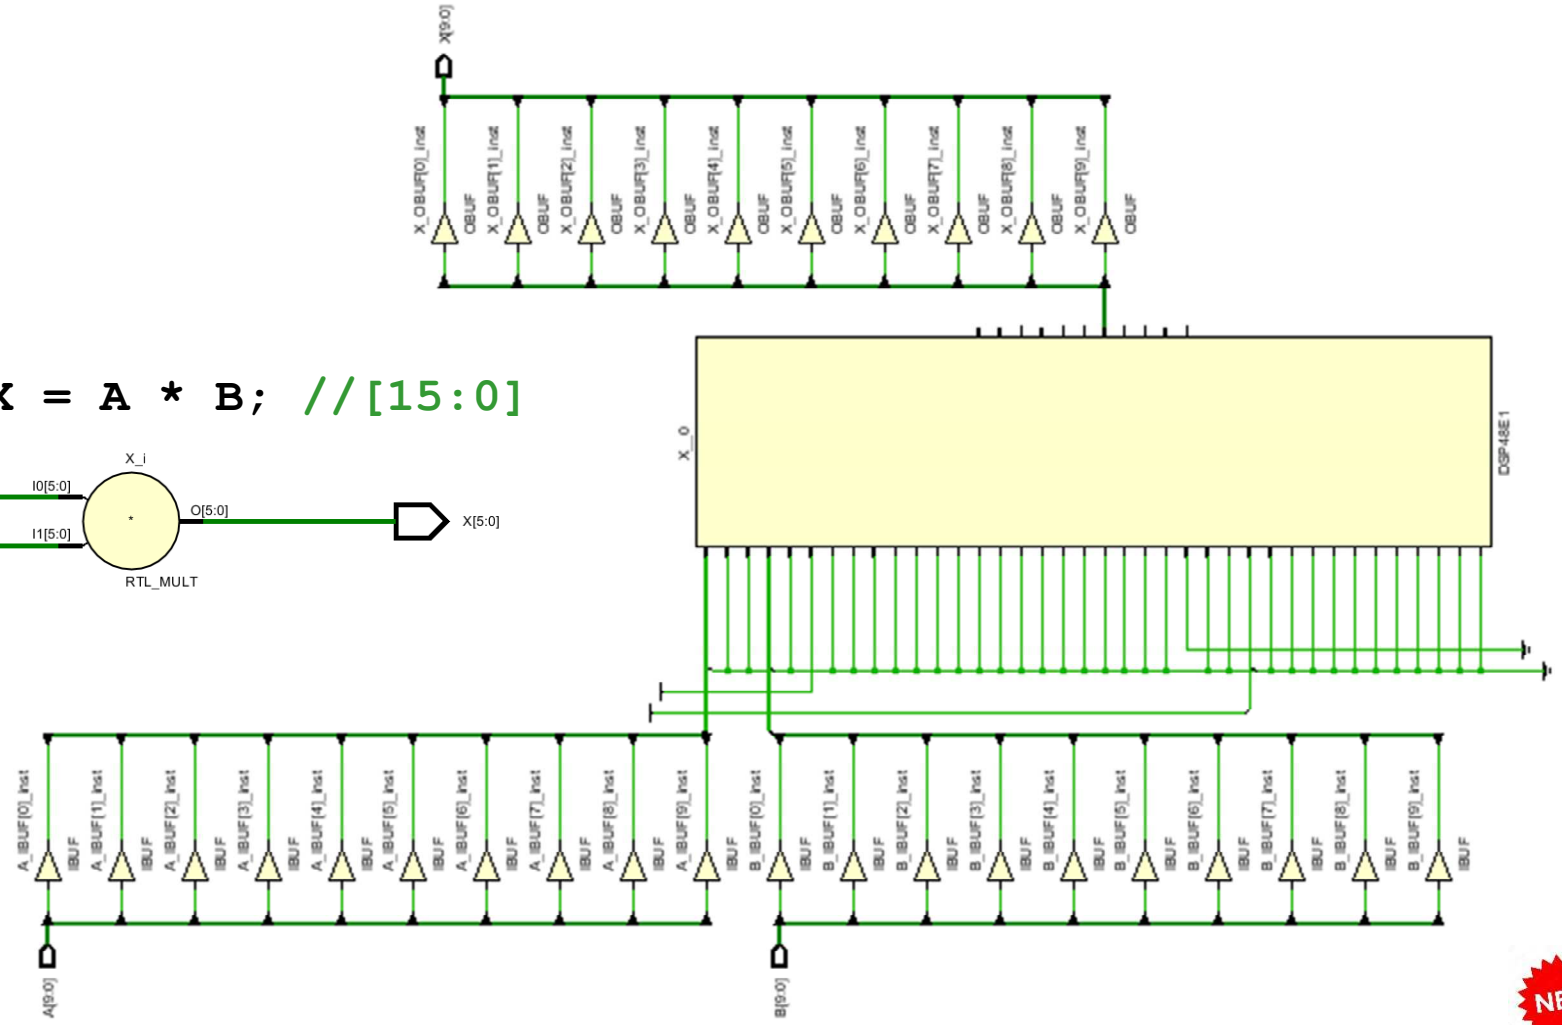 X[9:0]
X_OBUF[0]_inst
OBUF
X_OBUF[1]_inst
OBUF
X_OBUF[2]_inst
OBUF
X_OBUF[3]_inst
OBUF
X_OBUF[4]_inst
OBUF
X_OBUF[5]_inst
OBUF
X_OBUF[6]_inst
OBUF
X_OBUF[7]_inst
OBUF
X_OBUF[8]_inst
OBUF
X_OBUF[9]_inst
OBUF
X = A * B; //[15:0]
X__0
DSP48E1
X_i
I0[5:0]
I1[5:0]
*
O[5:0]
X[5:0]
RTL_MULT
A_IBUF[0]_inst
IBUF
A_IBUF[1]_inst
IBUF
A_IBUF[2]_inst
IBUF
A_IBUF[3]_inst
IBUF
A_IBUF[4]_inst
IBUF
A_IBUF[5]_inst
IBUF
A_IBUF[6]_inst
IBUF
A_IBUF[7]_inst
IBUF
A_IBUF[8]_inst
IBUF
A_IBUF[9]_inst
IBUF
B_IBUF[0]_inst
IBUF
B_IBUF[1]_inst
IBUF
B_IBUF[2]_inst
IBUF
B_IBUF[3]_inst
IBUF
B_IBUF[4]_inst
IBUF
B_IBUF[5]_inst
IBUF
B_IBUF[6]_inst
IBUF
B_IBUF[7]_inst
IBUF
B_IBUF[8]_inst
IBUF
B_IBUF[9]_inst
IBUF
A[9:0]
B[9:0]
NE